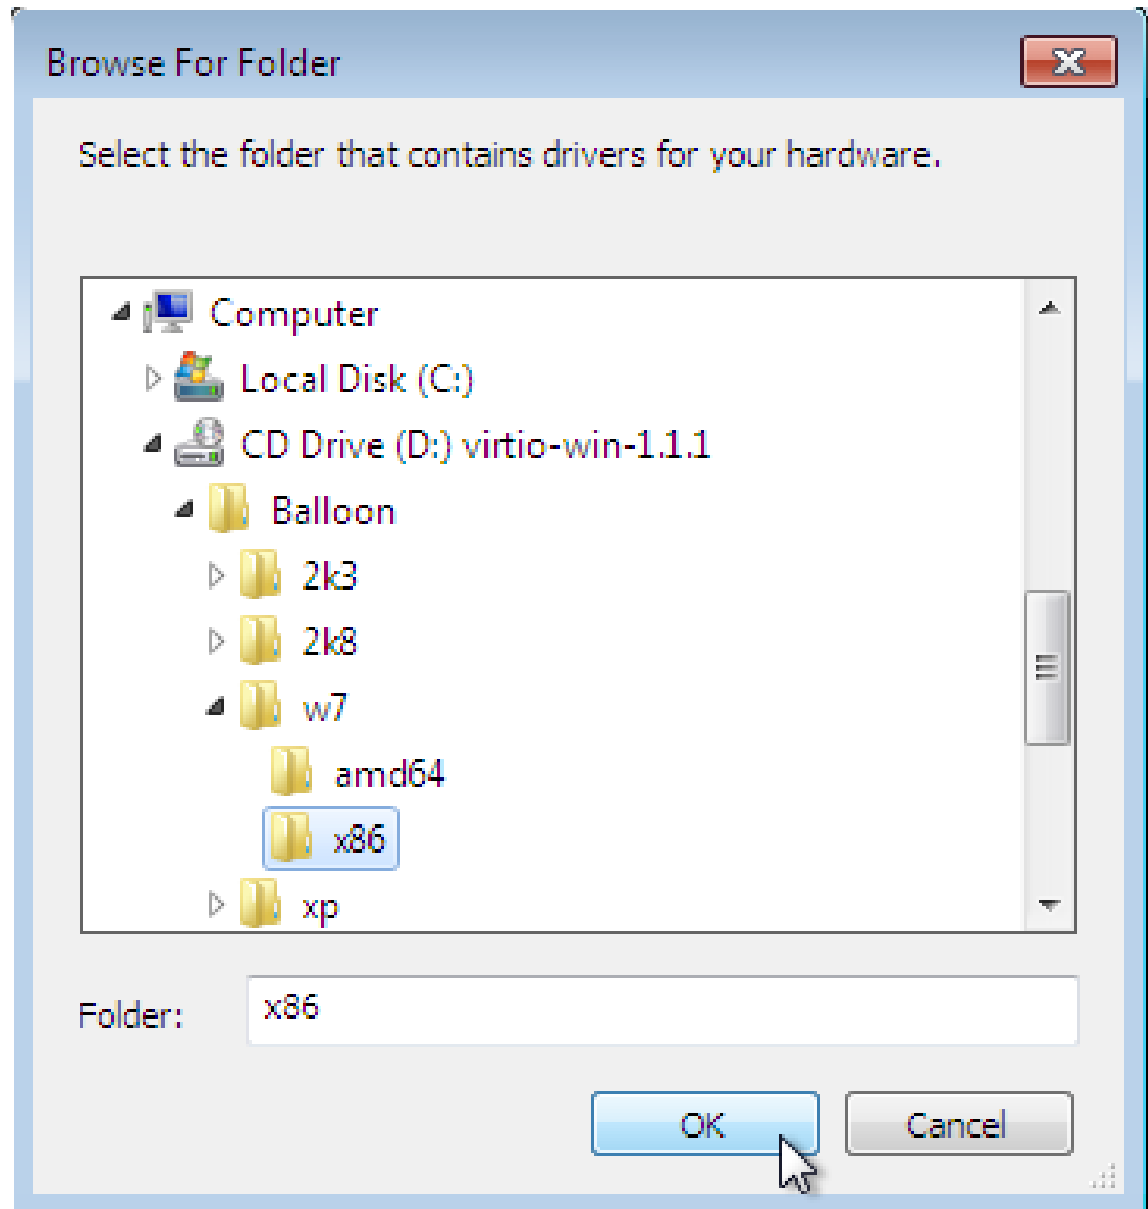 Browse For Folder
Select the folder that contains drivers for your hardware.
Computer
Local Disk (C:)
CD Drive (D:) virtio-win-1.1.1
Balloon
2k3
2k8
w7
amd64
x86
xp
Folder: x86
OK Cancel